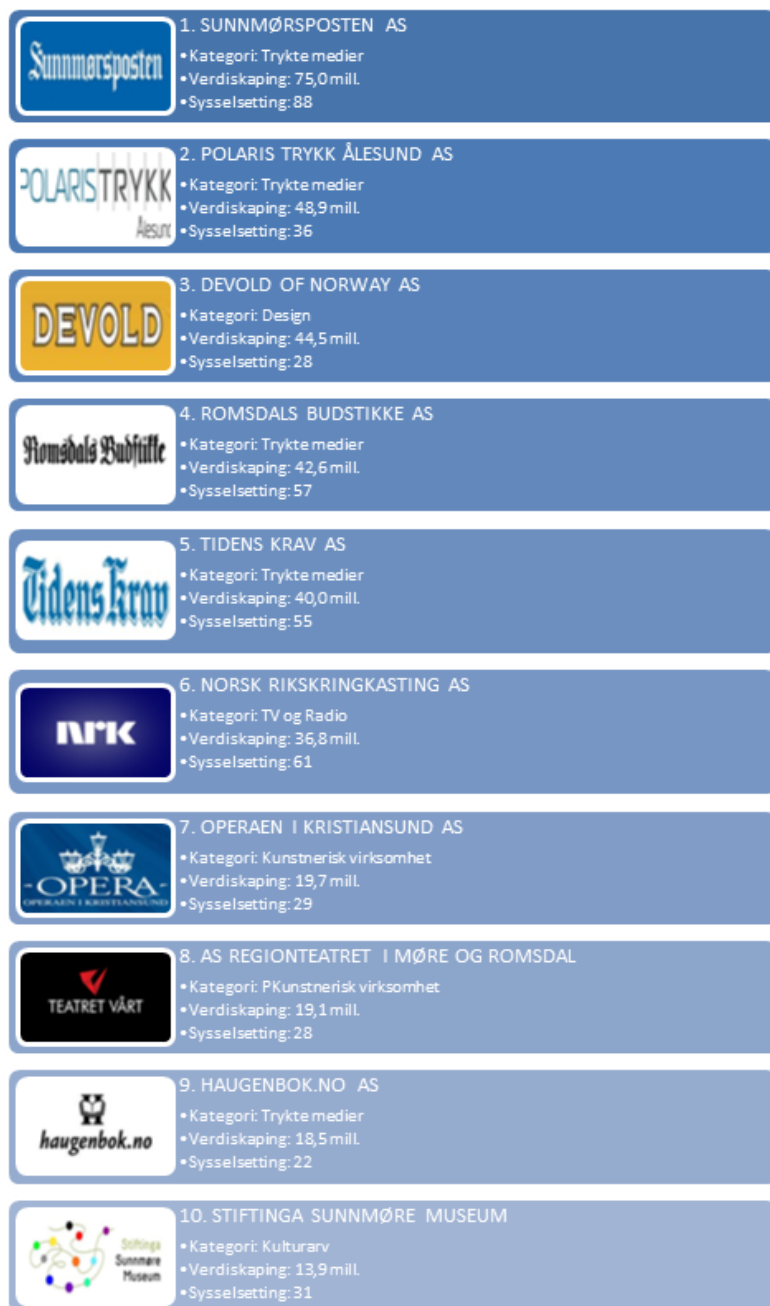 Sunnmørsposten
1. SUNNMØRSPOSTEN AS
•Kategori: Trykte medier
•Verdiskaping: 75,0 mill.
•Sysselsetting: 88
POLARIS TRYKK
Ålesund
2. POLARIS TRYKK ÅLESUND AS
•Kategori: Trykte medier
•Verdiskaping: 48,9 mill.
•Sysselsetting: 36
DEVOLD
3. DEVOLD OF NORWAY AS
•Kategori: Design
•Verdiskaping: 44,5 mill.
•Sysselsetting: 28
Romsdals Budstikke
4. ROMSDALS BUDSTIKKE AS
•Kategori: Trykte medier
•Verdiskaping: 42,6 mill.
•Sysselsetting: 57
Tidens Krav
5. TIDENS KRAV AS
•Kategori: Trykte medier
•Verdiskaping: 40,0 mill.
•Sysselsetting: 55
NRK
6. NORSK RIKSKRINGKASTING AS
•Kategori: TV og Radio
•Verdiskaping: 36,8 mill.
•Sysselsetting: 61
-OPERA-
OPERAEN I KRISTIANSUND
7. OPERAEN I KRISTIANSUND AS
•Kategori: Kunstnerisk virksomhet
•Verdiskaping: 19,7 mill.
•Sysselsetting: 29
TEATRET VÅRT
8. AS REGIONTEATRET I MØRE OG ROMSDAL
•Kategori: PKunstnerisk virksomhet
•Verdiskaping: 19,1 mill.
•Sysselsetting: 28
haugenbok.no
9. HAUGENBOK.NO AS
•Kategori: Trykte medier
•Verdiskaping: 18,5 mill.
•Sysselsetting: 22
Stiftinga
Sunnmøre
Museum
10. STIFTINGA SUNNMØRE MUSEUM
•Kategori: Kulturarv
•Verdiskaping: 13,9 mill.
•Sysselsetting: 31